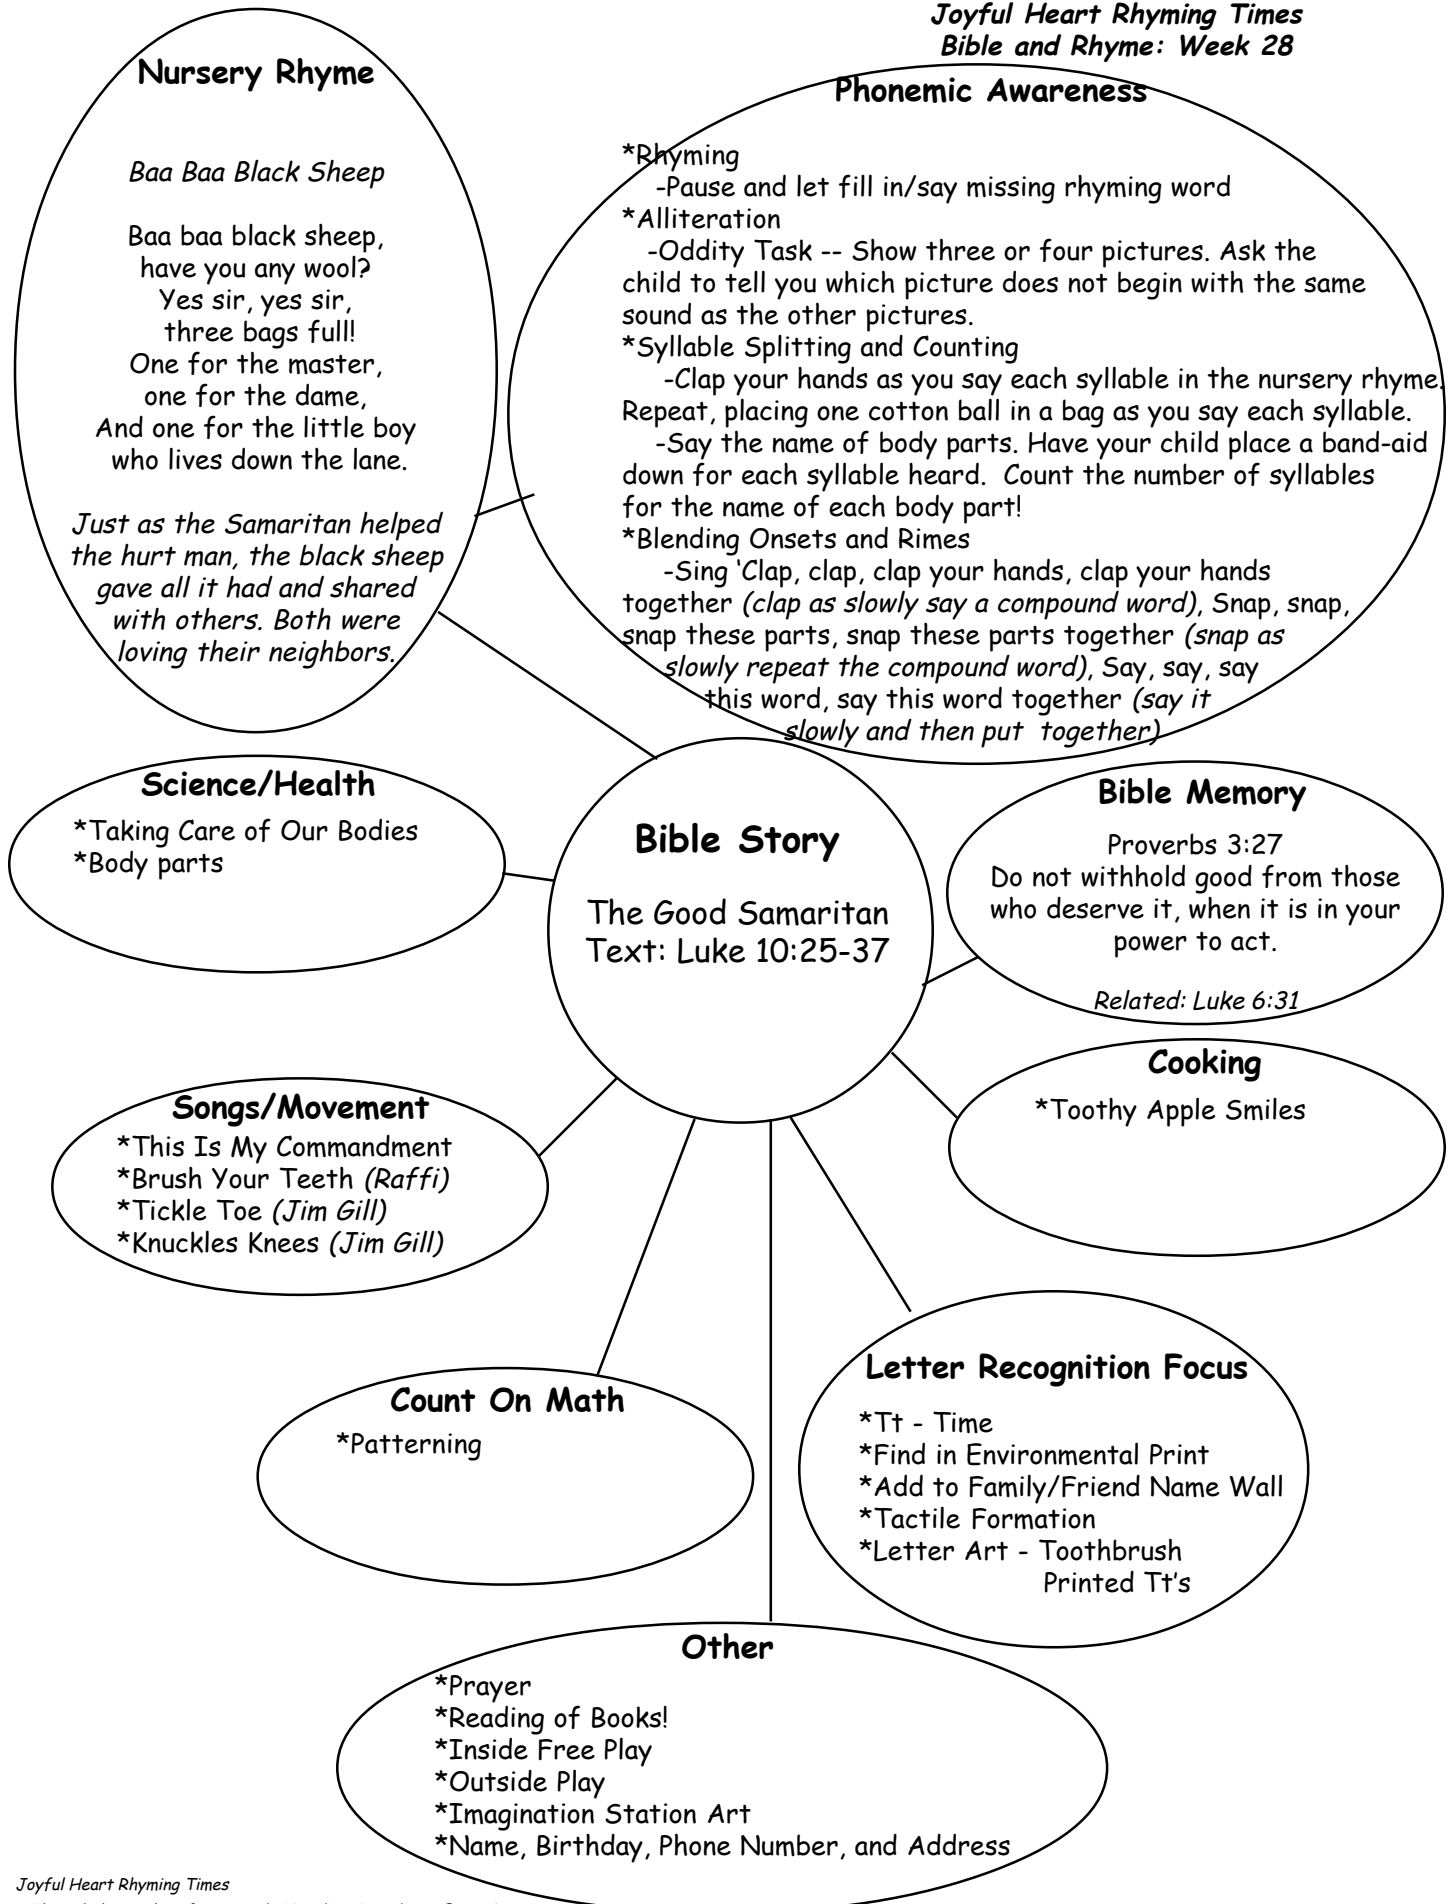 Joyful Heart Rhyming Times
Bible and Rhyme: Week 28
Nursery Rhyme
Baa Baa Black Sheep
Baa baa black sheep,
have you any wool?
Yes sir, yes sir,
three bags full!
One for the master,
one for the dame,
And one for the little boy
who lives down the lane.
Just as the Samaritan helped
the hurt man, the black sheep
gave all it had and shared
with others. Both were
loving their neighbors.
Phonemic Awareness
*Rhyming
-Pause and let fill in/say missing rhyming word
*Alliteration
-Oddity Task -- Show three or four pictures. Ask the
child to tell you which picture does not begin with the same
sound as the other pictures.
*Syllable Splitting and Counting
-Clap your hands as you say each syllable in the nursery rhyme.
Repeat, placing one cotton ball in a bag as you say each syllable.
-Say the name of body parts. Have your child place a band-aid
down for each syllable heard. Count the number of syllables
for the name of each body part!
*Blending Onsets and Rimes
-Sing ‘Clap, clap, clap your hands, clap your hands
together (clap as slowly say a compound word), Snap, snap,
snap these parts, snap these parts together (snap as
slowly repeat the compound word), Say, say, say
this word, say this word together (say it
slowly and then put together)
Science/Health
*Taking Care of Our Bodies
*Body parts
Bible Story
The Good Samaritan
Text: Luke 10:25-37
Bible Memory
Proverbs 3:27
Do not withhold good from those
who deserve it, when it is in your
power to act.
Related: Luke 6:31
Cooking
*Toothy Apple Smiles
Songs/Movement
*This Is My Commandment
*Brush Your Teeth (Raffi)
*Tickle Toe (Jim Gill)
*Knuckles Knees (Jim Gill)
Count On Math
*Patterning
Letter Recognition Focus
*Tt - Time
*Find in Environmental Print
*Add to Family/Friend Name Wall
*Tactile Formation
*Letter Art - Toothbrush
Printed Tt's
Other
*Prayer
*Reading of Books!
*Inside Free Play
*Outside Play
*Imagination Station Art
*Name, Birthday, Phone Number, and Address
Joyful Heart Rhyming Times